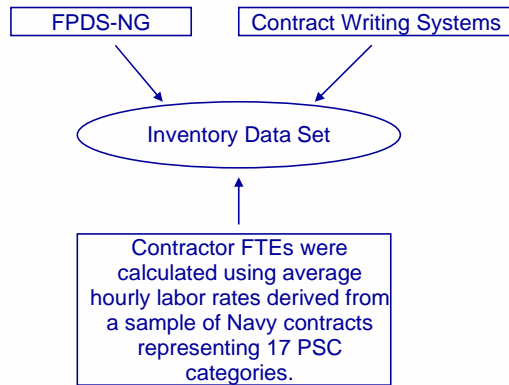 FPDS-NG
Contract Writing Systems
Inventory Data Set
Contractor FTEs were
calculated using average
hourly labor rates derived from
a sample of Navy contracts
representing 17 PSC
categories.